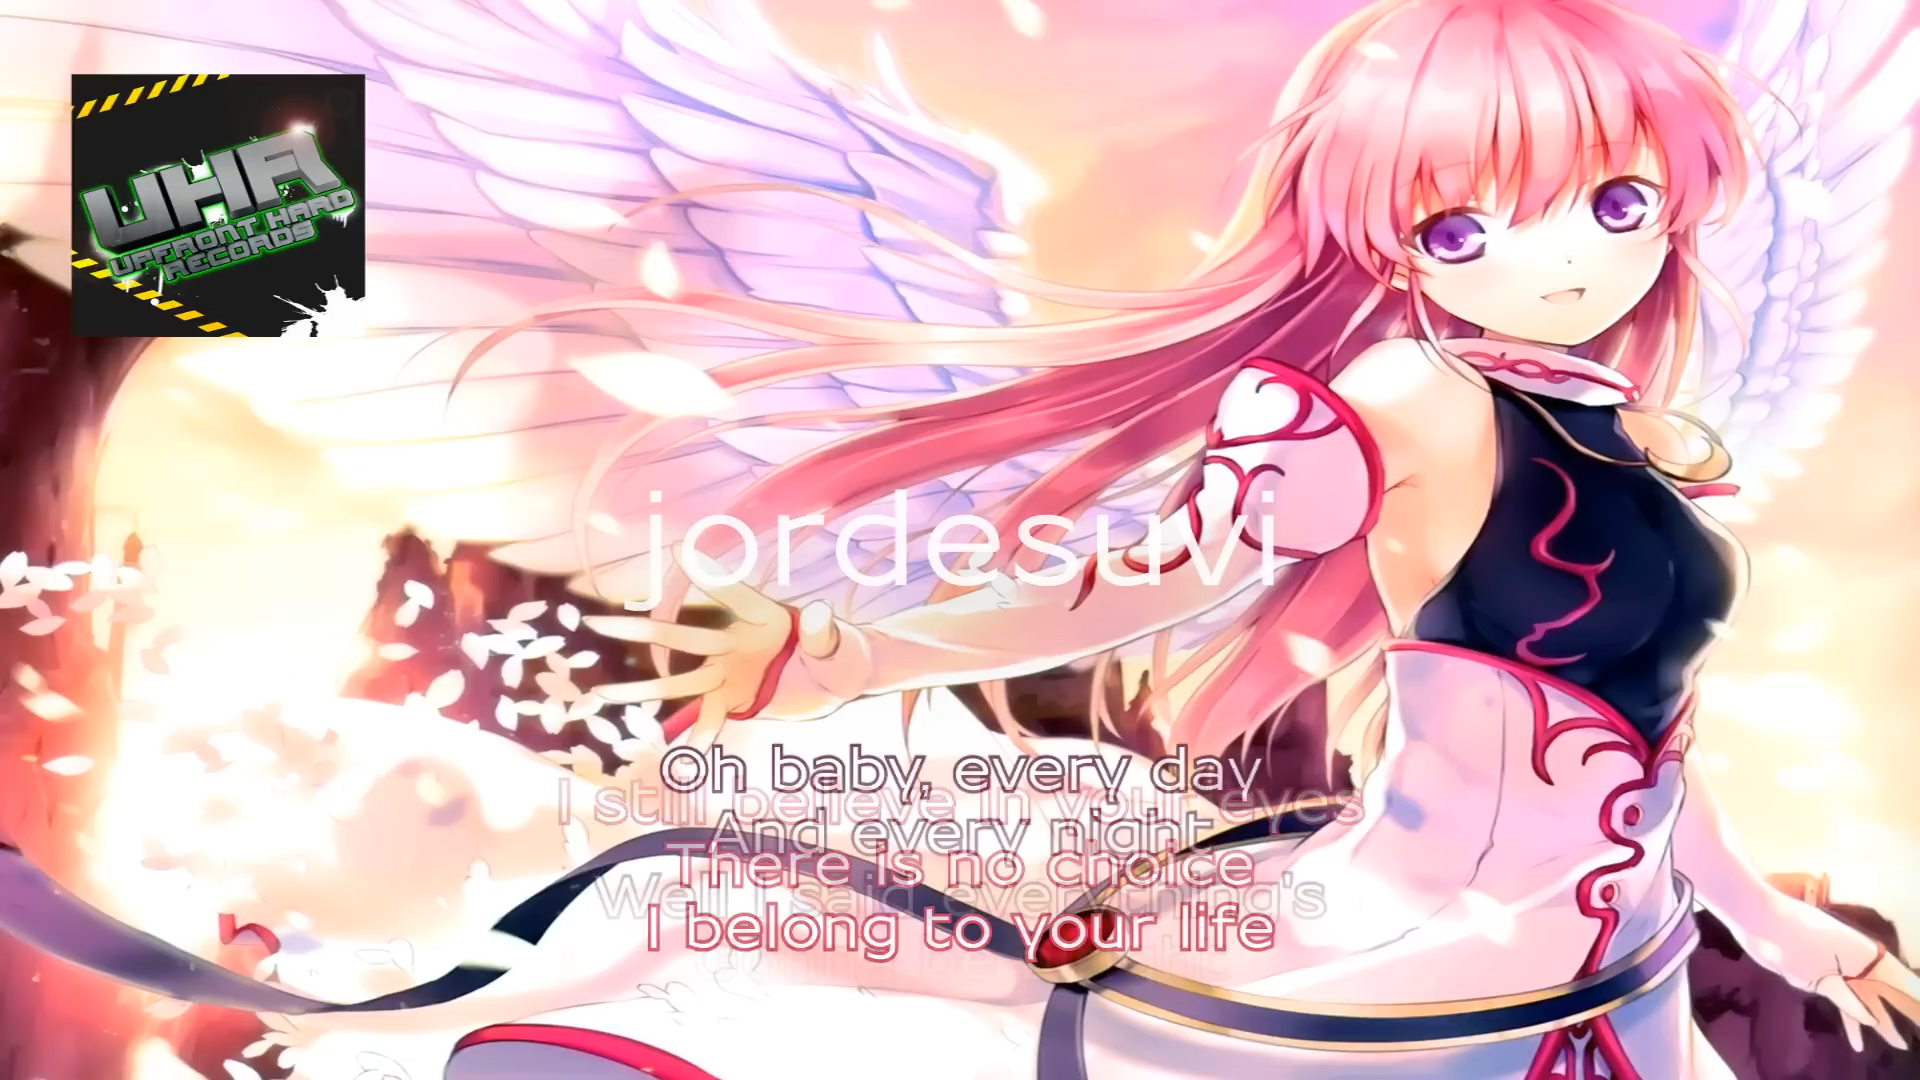 UHR
UPFRONT HARD
RECORDS
jordesuvi
Oh baby, every day
I still believe in your eyes
And every night
There is no choice
Well I said everything's
I belong to your life